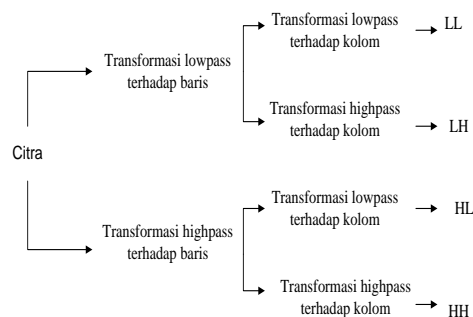 Transformasi lowpass
terhadap kolom
LL
Transformasi lowpass
terhadap baris
Transformasi highpass
terhadap kolom
LH
Citra
Transformasi lowpass
terhadap kolom
HL
Transformasi highpass
terhadap baris
Transformasi highpass
terhadap kolom
HH